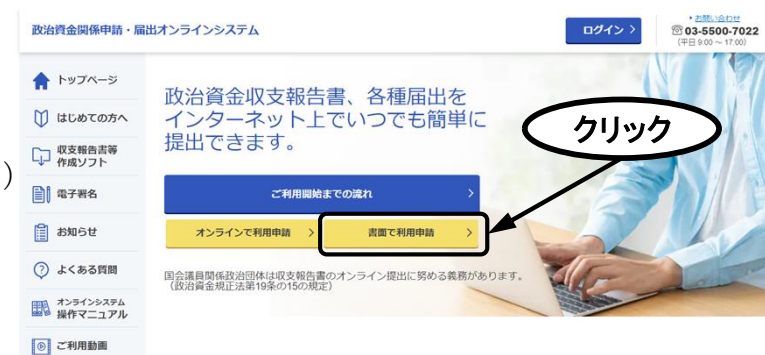 政治資金関係申請・届出オンラインシステム
ログイン
・お問い合わせ
03-5500-7022
(平日 9:00 ~ 17:00)
トップページ
はじめての方へ
収支報告書等
作成ソフト
)
電子署名
お知らせ
よくある質問
オンラインシステム
操作マニュアル
ご利用動画
政治資金収支報告書、各種届出を
インターネット上でいつでも簡単に
提出できます。
クリック
ご利用開始までの流れ
オンラインで利用申請
書面で利用申請
国会議員関係政治団体は収支報告書のオンライン提出に努める義務があります。
(政治資金規正法第19条の15の規定)